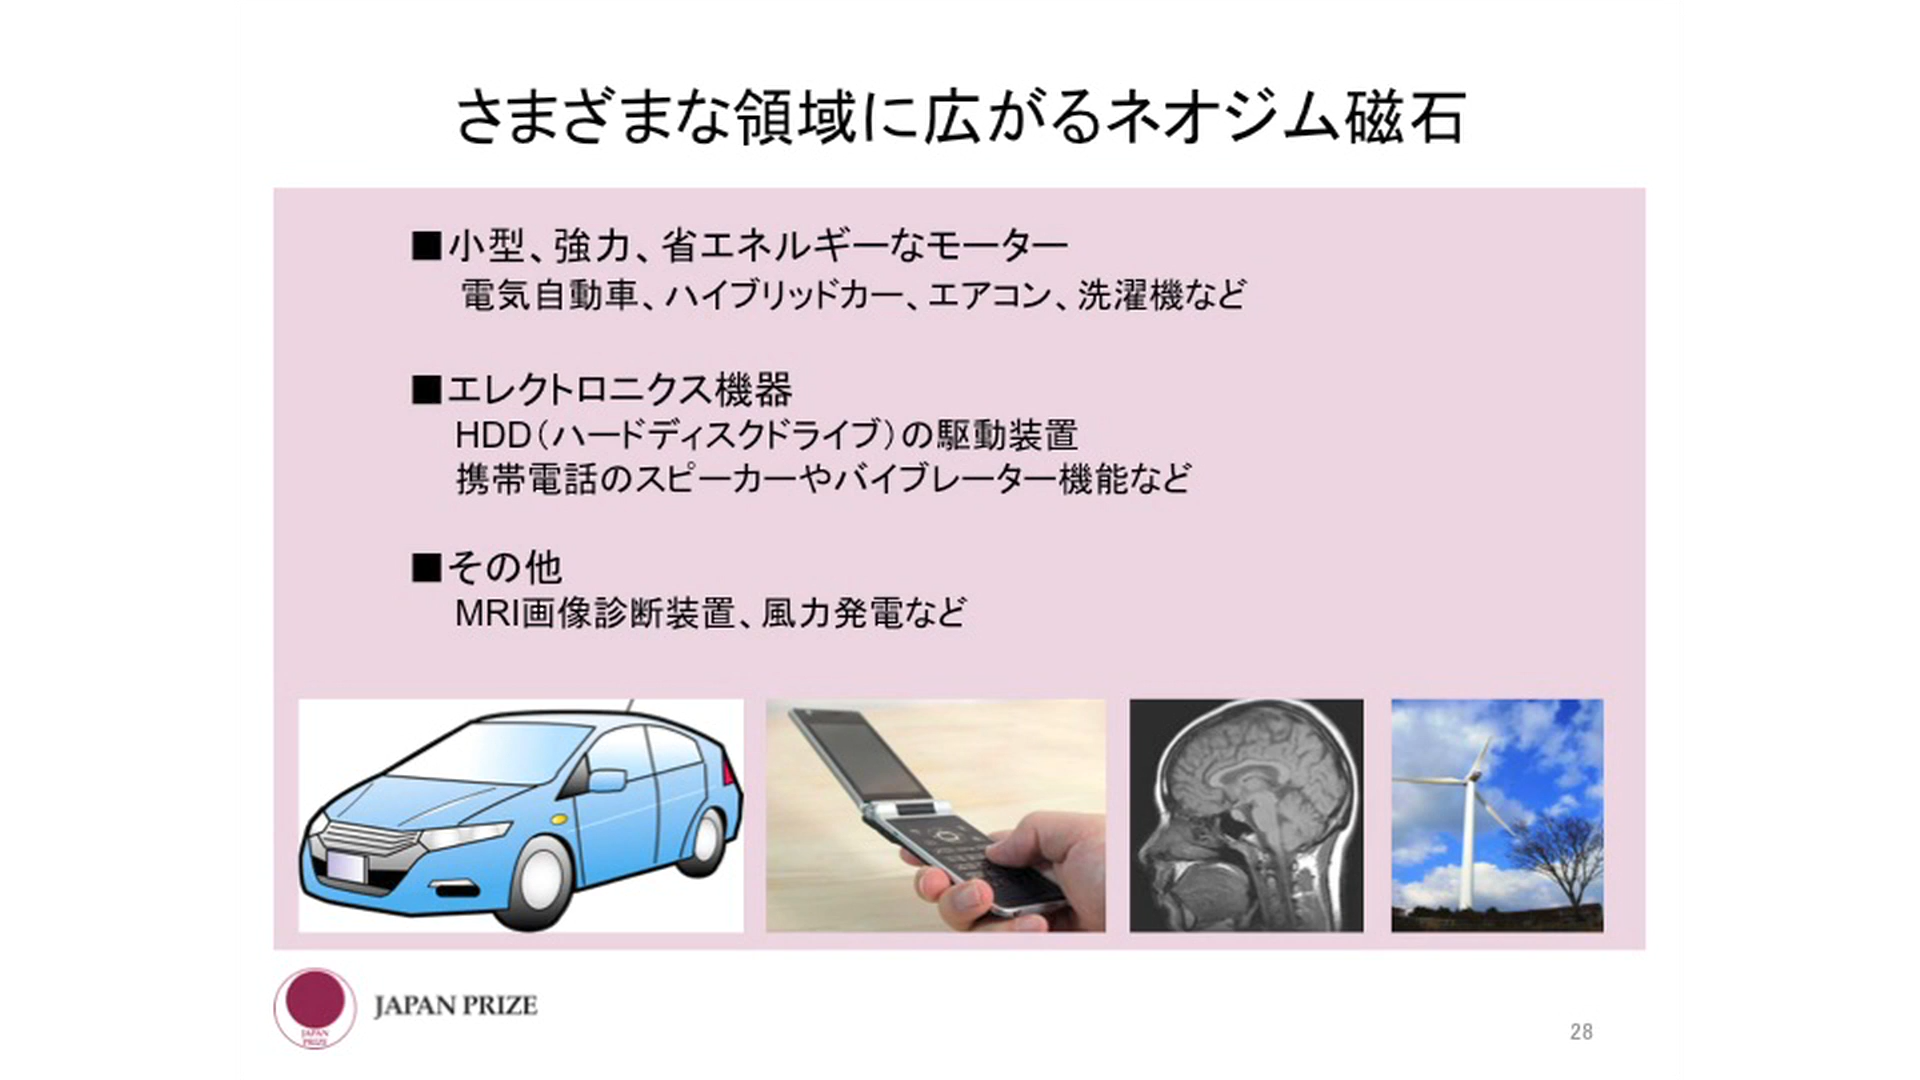 さまざまな領域に広がるネオジム磁石
■小型、強力、省エネルギーなモーター
電気自動車、ハイブリッドカー、エアコン、洗濯機など
■エレクトロニクス機器
HDD（ハードディスクドライブ）の駆動装置
携帯電話のスピーカーやバイブレーター機能など
■その他
MRI画像診断装置、風力発電など
JAPAN PRIZE
JAPAN
PRIZE
28